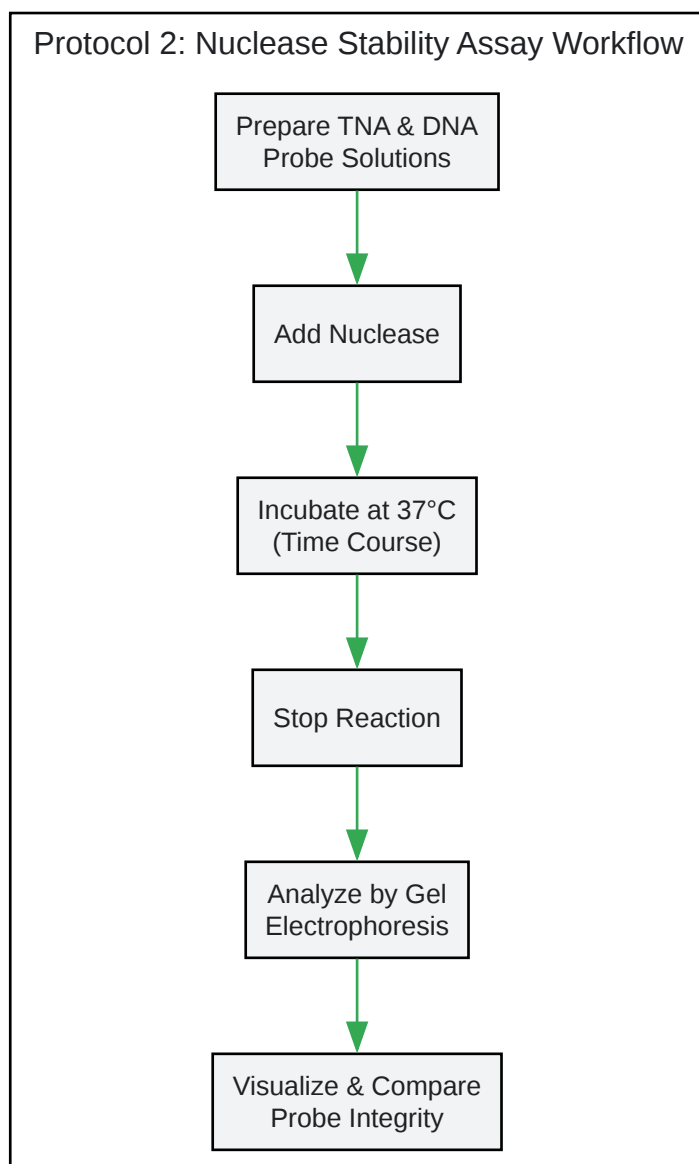 Protocol 2: Nuclease Stability Assay Workflow
Prepare TNA & DNA
Probe Solutions
Add Nuclease
Incubate at 37°C
(Time Course)
Stop Reaction
Analyze by Gel
Electrophoresis
Visualize & Compare
Probe Integrity